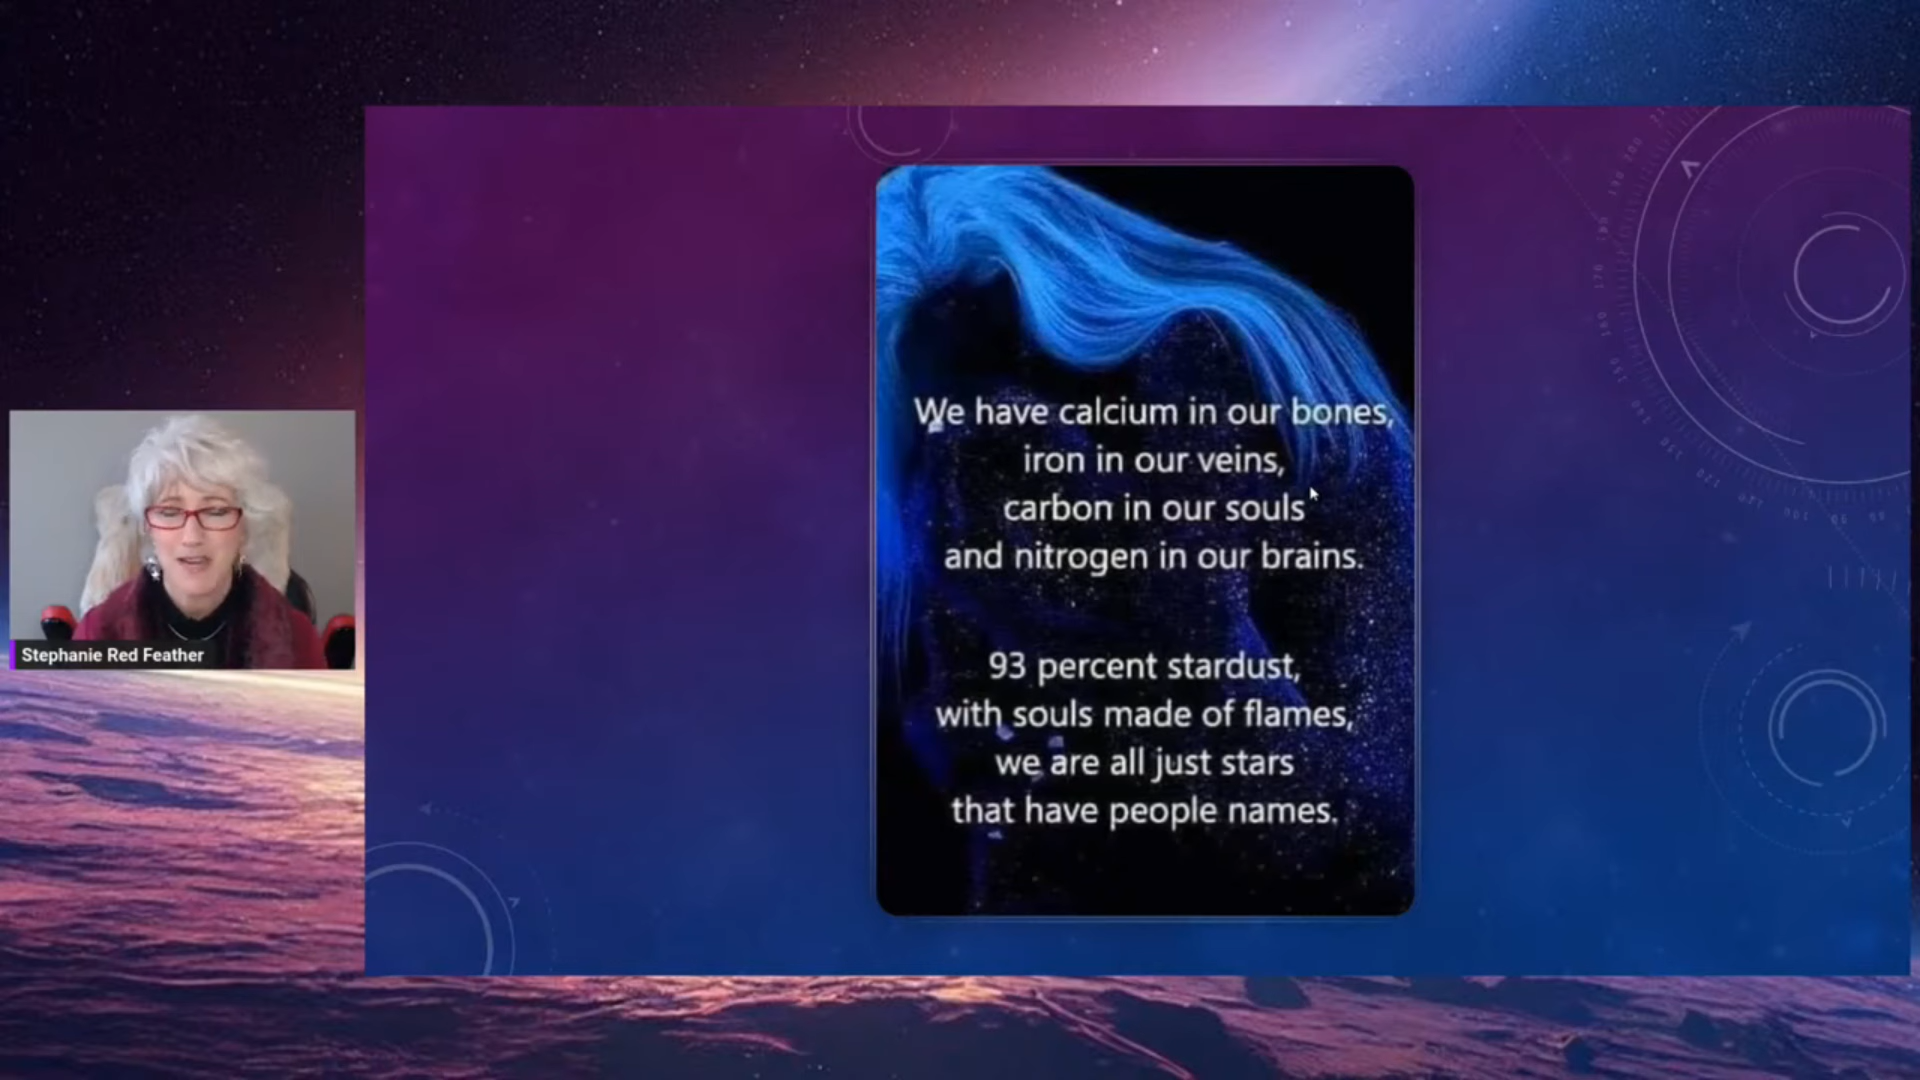 We have calcium in our bones,
iron in our veins,
carbon in our souls
and nitrogen in our brains.
93 percent stardust,
with souls made of flames,
we are all just stars
that have people names.
Stephanie Red Feather